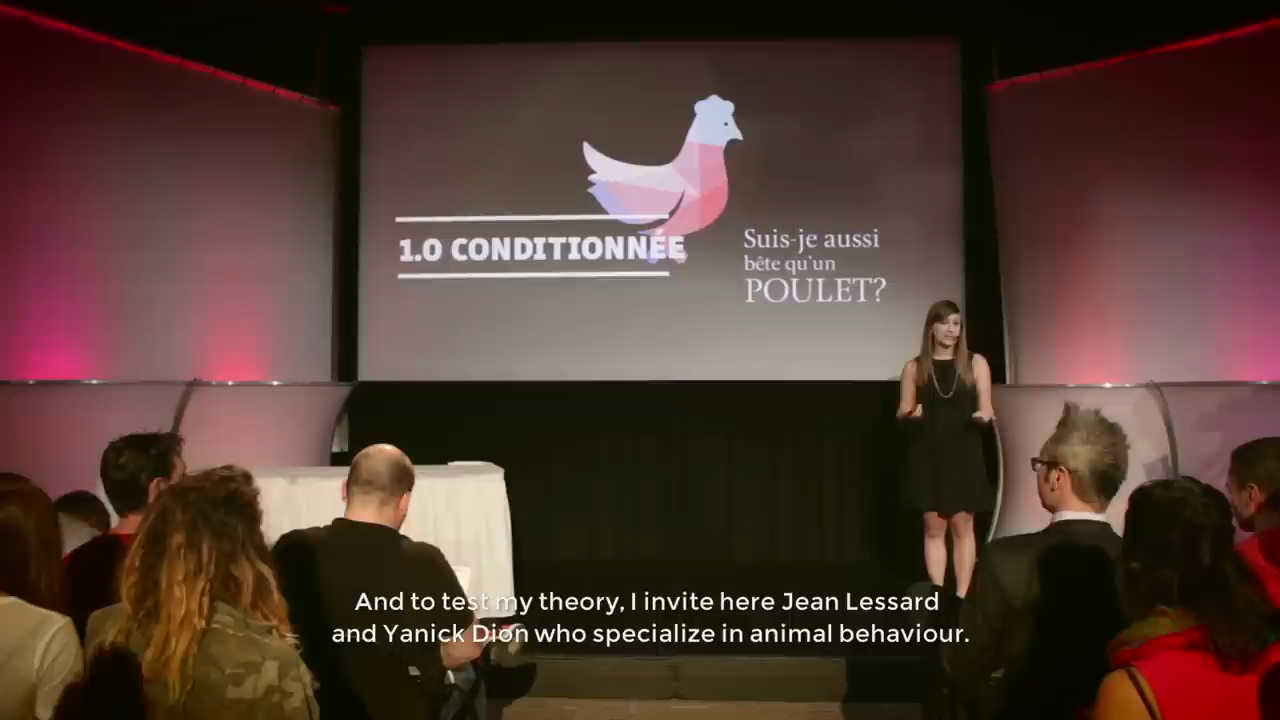 1.0 CONDITIONNÉE
Suis-je aussi
bête qu'un
POULET?
And to test my theory, I invite here Jean Lessard
and Yanick Dion who specialize in animal behaviour.